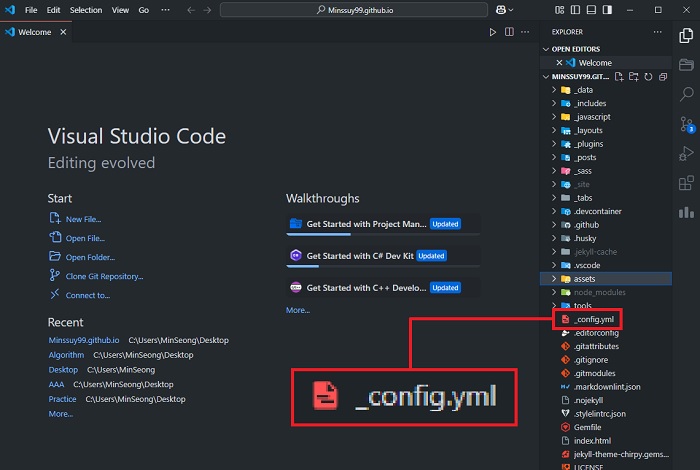 File Edit Selection View Go ...
Minssuy99.github.io
Welcome
EXPLORER
OPEN EDITORS
Welcome
MINSSUY99.GIT...
_data
_includes
_javascript
_layouts
_plugins
_posts
_sass
_site
_tabs
.devcontainer
.github
.husky
.jekyll-cache
.vscode
assets
node_modules
tools
_config.yml
.editorconfig
.gitattributes
.gitignore
.gitmodules
.markdownlint.json
.nojekyll
.stylelintrc.json
Gemfile
index.html
jekyll-theme-chirpy.gems...
LICENSE
3
Visual Studio Code
Editing evolved
Start
New File...
Open File...
Open Folder...
Clone Git Repository...
Connect to...
Recent
Minssuy99.github.io C:\Users\MinSeong\Desktop
Algorithm C:\Users\MinSeong\Desktop
Desktop C:\Users\MinSeong
AAA C:\Users\MinSeong\Desktop
Practice C:\Users\MinSeong\Desktop
More...
Walkthroughs
Get Started with Project Man... Updated
Get Started with C# Dev Kit Updated
Get Started with C++ Develo... Updated
More...
_config.yml